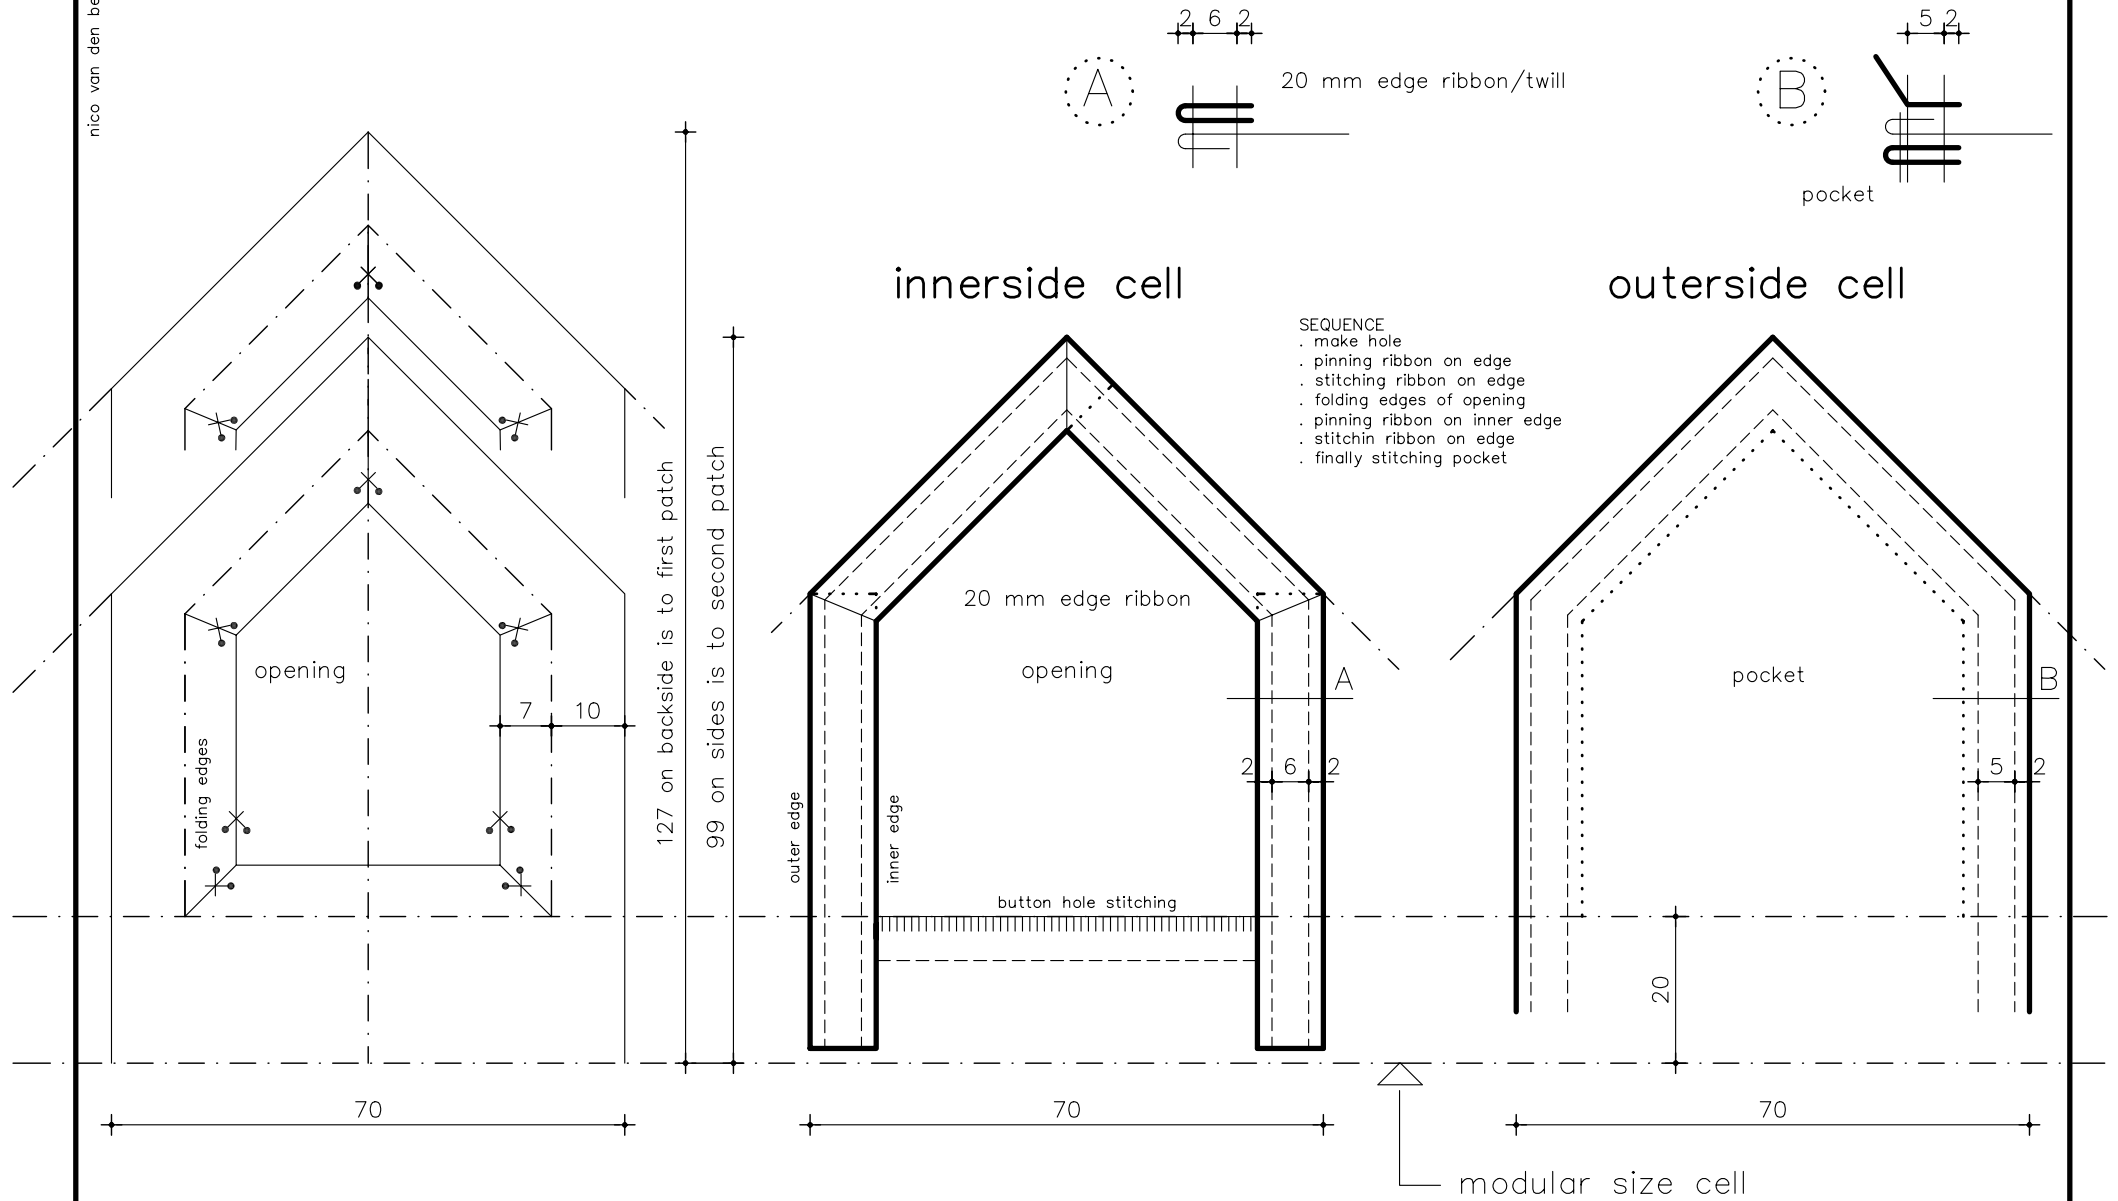 nico van den be
2 6 2
A
20 mm edge ribbon/twill
5 2
B
pocket
innerside cell
outerside cell
SEQUENCE
. make hole
. pinning ribbon on edge
. stitching ribbon on edge
. folding edges of opening
. pinning ribbon on inner edge
. stitchin ribbon on edge
. finally stitching pocket
opening
folding edges
7 10
127 on backside is to first patch
99 on sides is to second patch
20 mm edge ribbon
opening
A
2 6 2
outer edge
inner edge
button hole stitching
pocket
B
5 2
20
70
70
70
modular size cell